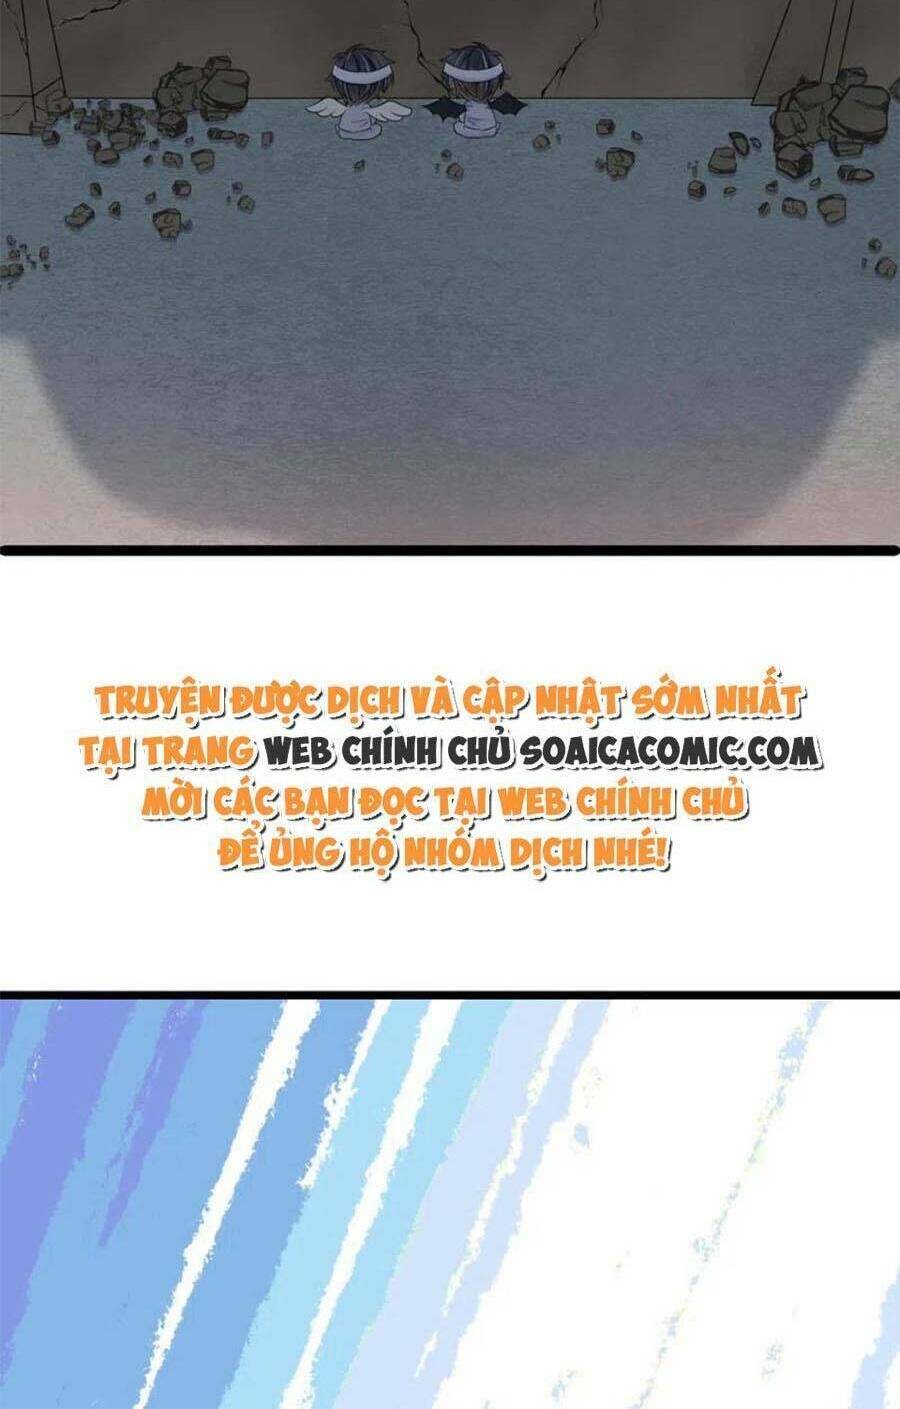 TRUYỆN ĐƯỢC DỊCH VÀ CẬP NHẬT SỚM NHẤT
TẠI TRANG WEB CHÍNH CHỦ SOAICACOMIC.COM
MỜI CÁC BẠN ĐỌC TẠI WEB CHÍNH CHỦ
ĐỂ ỦNG HỘ NHÓM DỊCH NHÉ!